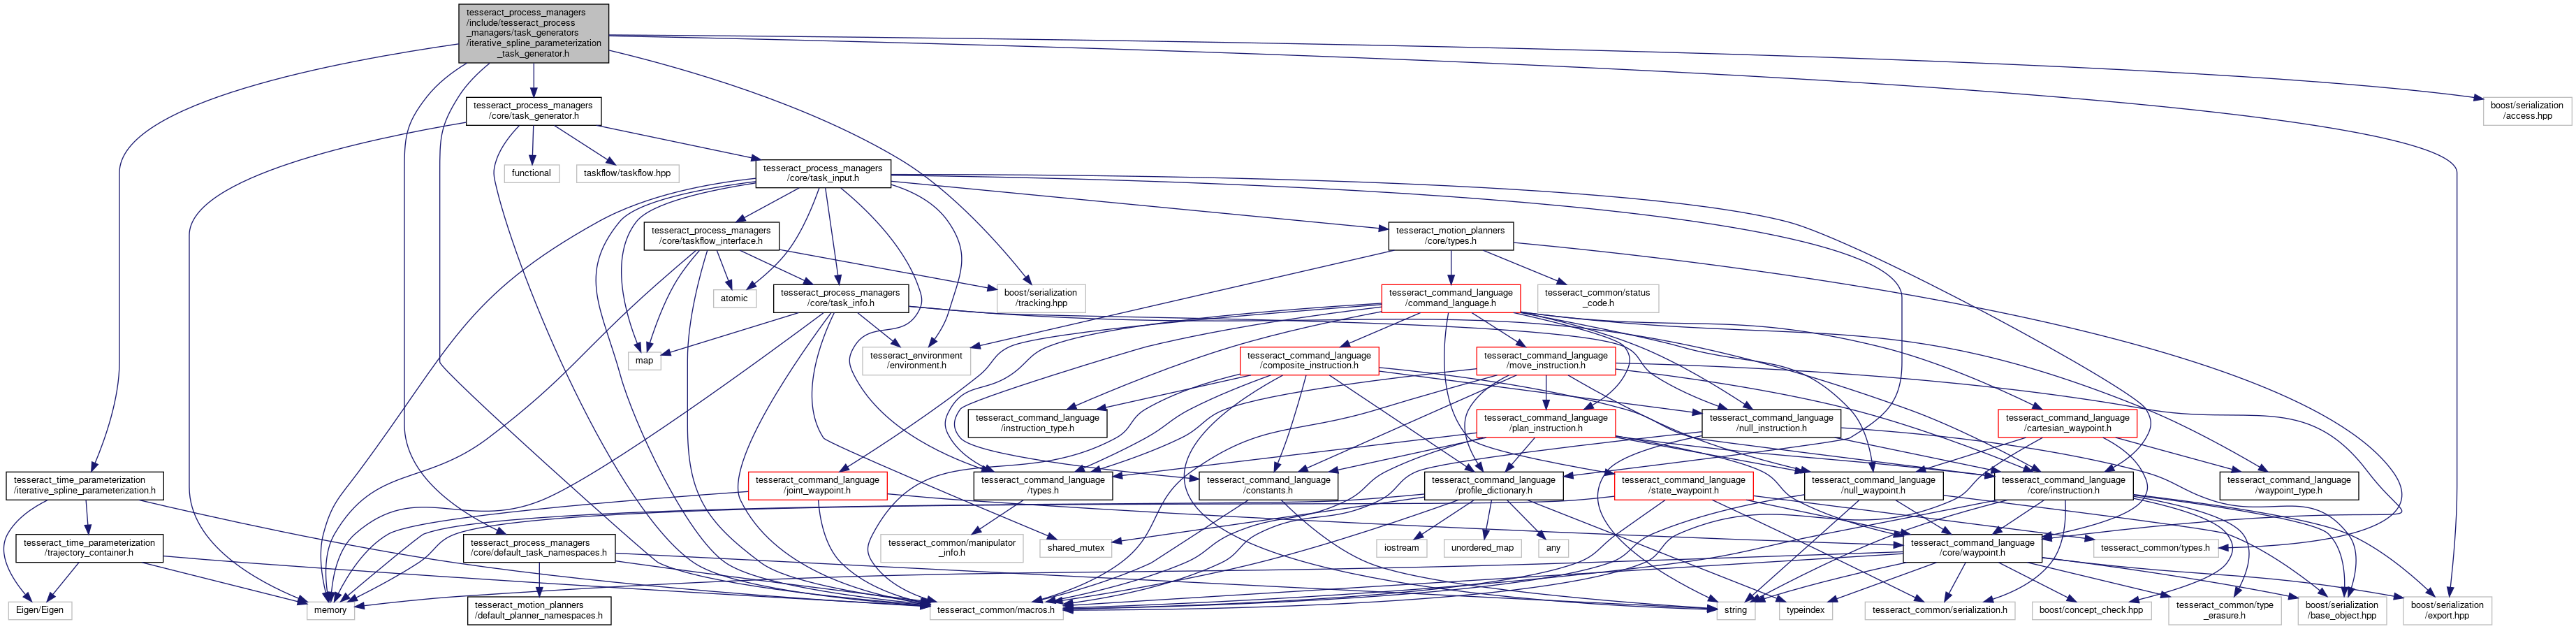 tesseract_process_managers
/include/tesseract_process
_managers/task_generators
/iterative_spline_parameterization
_task_generator.h
tesseract_process_managers
/core/task_generator.h
boost/serialization
/access.hpp
functional
taskflow/taskflow.hpp
tesseract_process_managers
/core/task_input.h
tesseract_process_managers
/core/taskflow_interface.h
tesseract_motion_planners
/core/types.h
atomic
tesseract_process_managers
/core/task_info.h
boost/serialization
/tracking.hpp
tesseract_command_language
/command_language.h
tesseract_common/status
_code.h
map
tesseract_environment
/environment.h
tesseract_command_language
/composite_instruction.h
tesseract_command_language
/move_instruction.h
tesseract_command_language
/instruction_type.h
tesseract_command_language
/plan_instruction.h
tesseract_command_language
/null_instruction.h
tesseract_command_language
/cartesian_waypoint.h
tesseract_time_parameterization
/iterative_spline_parameterization.h
tesseract_command_language
/joint_waypoint.h
tesseract_command_language
/types.h
tesseract_command_language
/constants.h
tesseract_command_language
/profile_dictionary.h
tesseract_command_language
/state_waypoint.h
tesseract_command_language
/null_waypoint.h
tesseract_command_language
/core/instruction.h
tesseract_command_language
/waypoint_type.h
tesseract_time_parameterization
/trajectory_container.h
tesseract_process_managers
/core/default_task_namespaces.h
tesseract_common/manipulator
_info.h
shared_mutex
iostream
unordered_map
any
tesseract_command_language
/core/waypoint.h
tesseract_common/types.h
Eigen/Eigen
memory
tesseract_motion_planners
/default_planner_namespaces.h
tesseract_common/macros.h
string
typeindex
tesseract_common/serialization.h
boost/concept_check.hpp
tesseract_common/type
_erasure.h
boost/serialization
/base_object.hpp
boost/serialization
/export.hpp